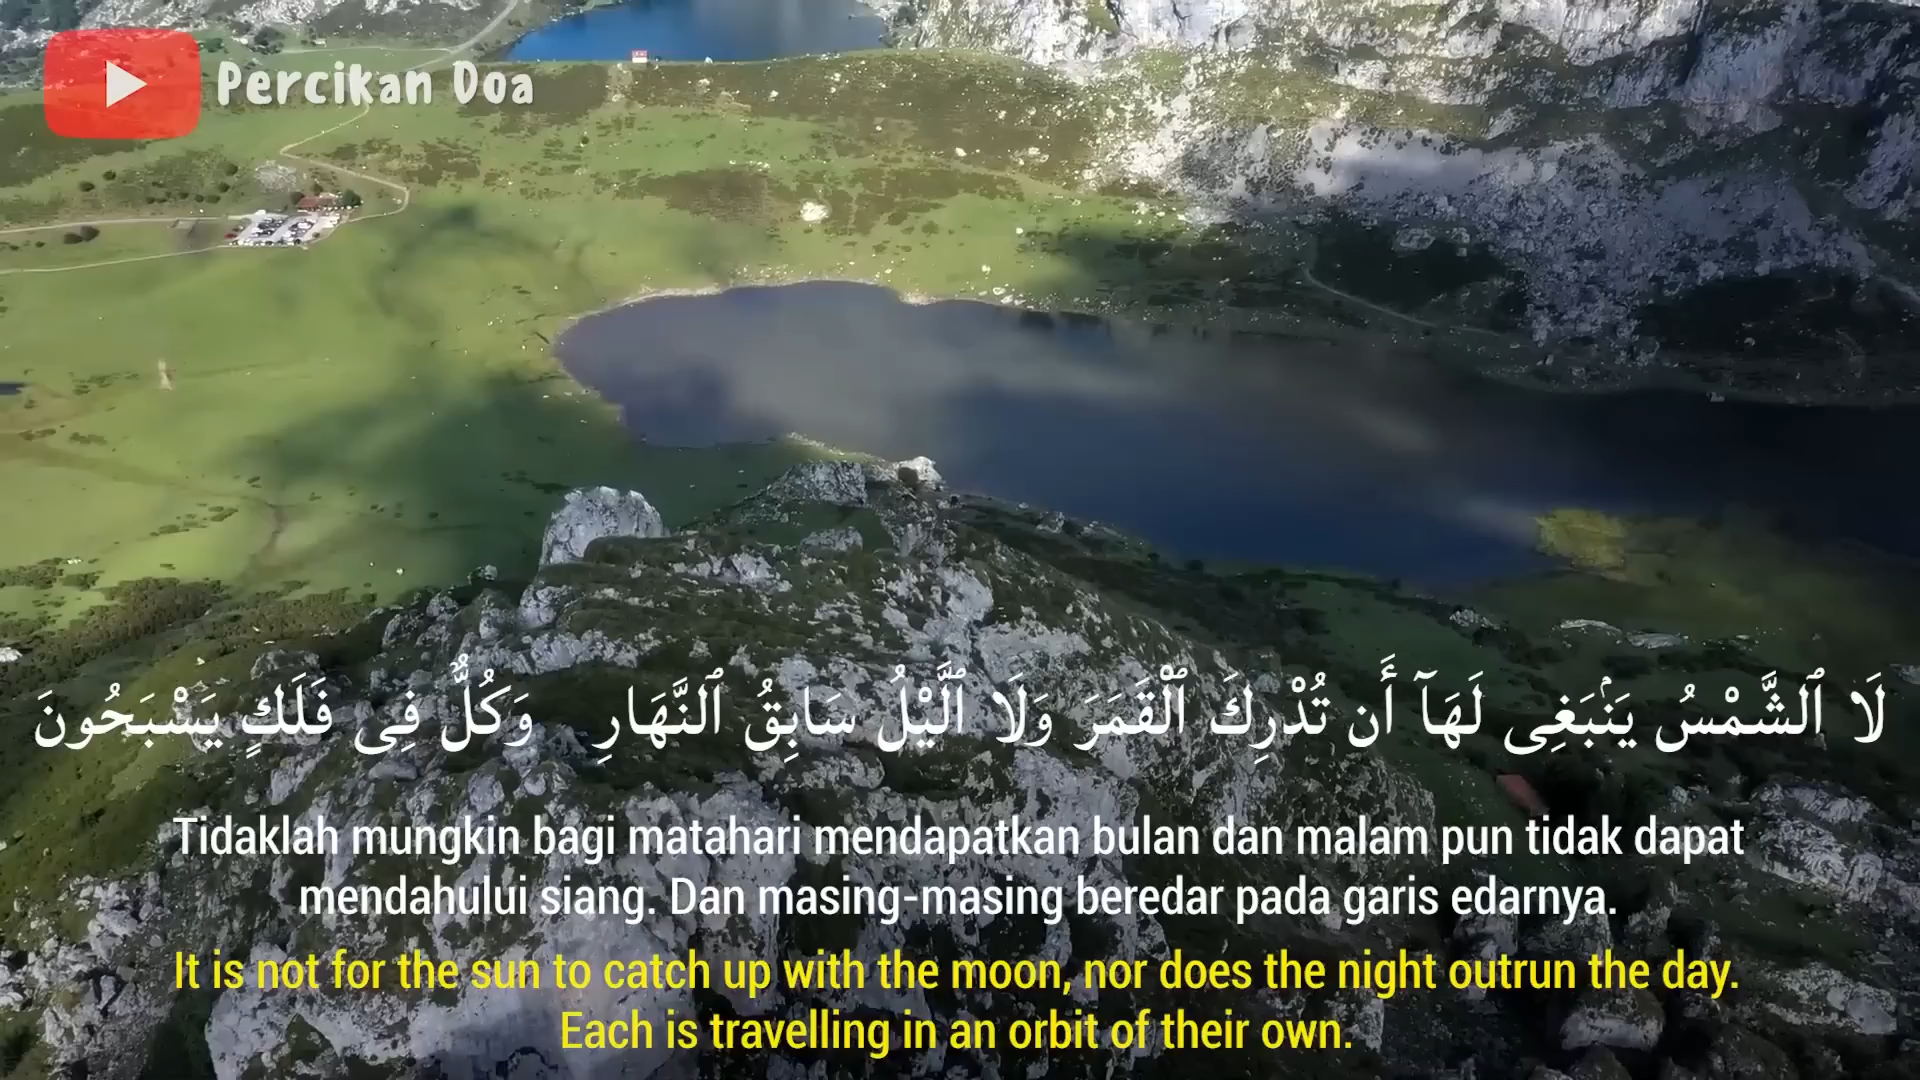 Percikan Doa
لَا ٱلشَّمْسُ يَنۢبَغِى لَهَآ أَن تُدْرِكَ ٱلْقَمَرَ وَلَا ٱلَّيْلُ سَابِقُ ٱلنَّهَارِ وَكُلٌّ فِى فَلَكٍ يَسْبَحُونَ
Tidaklah mungkin bagi matahari mendapatkan bulan dan malam pun tidak dapat
mendahului siang. Dan masing-masing beredar pada garis edarnya.
It is not for the sun to catch up with the moon, nor does the night outrun the day.
Each is travelling in an orbit of their own.